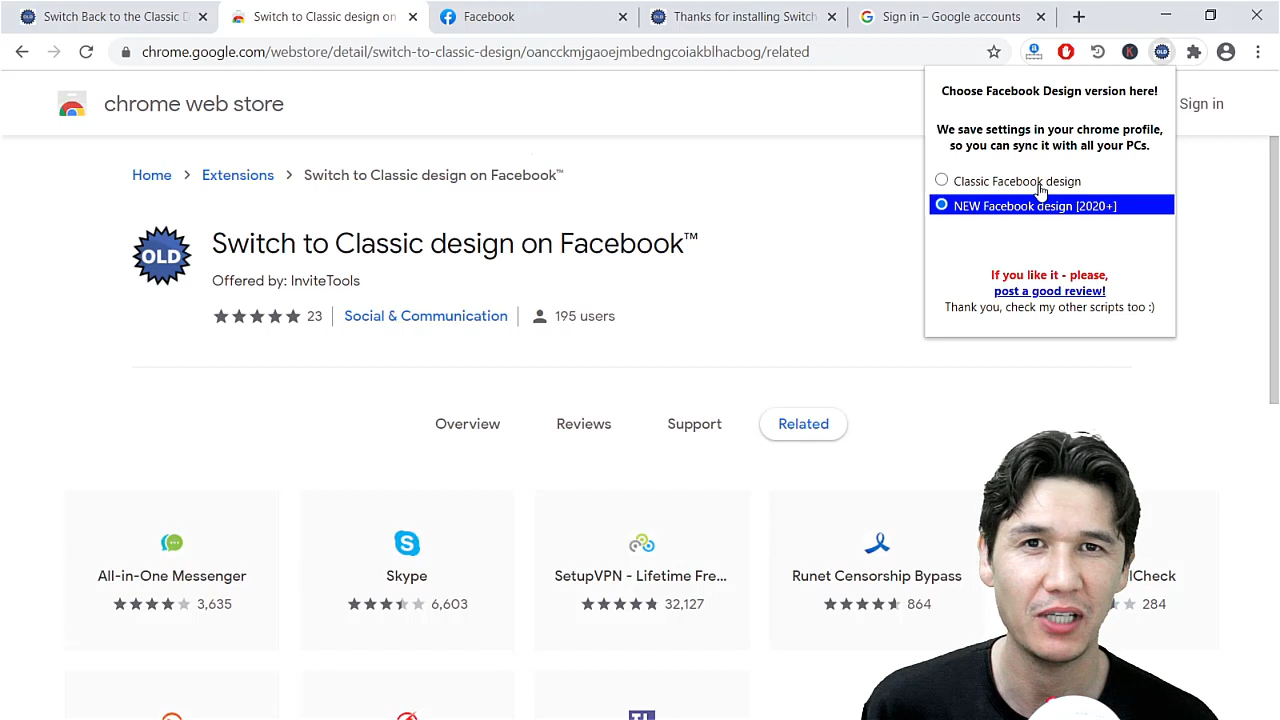 Switch Back to the Classic D
Switch to Classic design on
Facebook
Thanks for installing Switch
Sign in – Google accounts
chrome.google.com/webstore/detail/switch-to-classic-design/oancckmjgaoejmbedngcoiakblhacbog/related
OLD
chrome web store
Sign in
Choose Facebook Design version here!
We save settings in your chrome profile,
so you can sync it with all your PCs.
Classic Facebook design
NEW Facebook design [2020+]
If you like it - please,
post a good review!
Thank you, check my other scripts too :)
Home > Extensions > Switch to Classic design on Facebook™
OLD
Switch to Classic design on Facebook™
Offered by: InviteTools
23
Social & Communication
195 users
Overview
Reviews
Support
Related
All-in-One Messenger
3,635
Skype
6,603
SetupVPN - Lifetime Fre...
32,127
Runet Censorship Bypass
864
lCheck
284